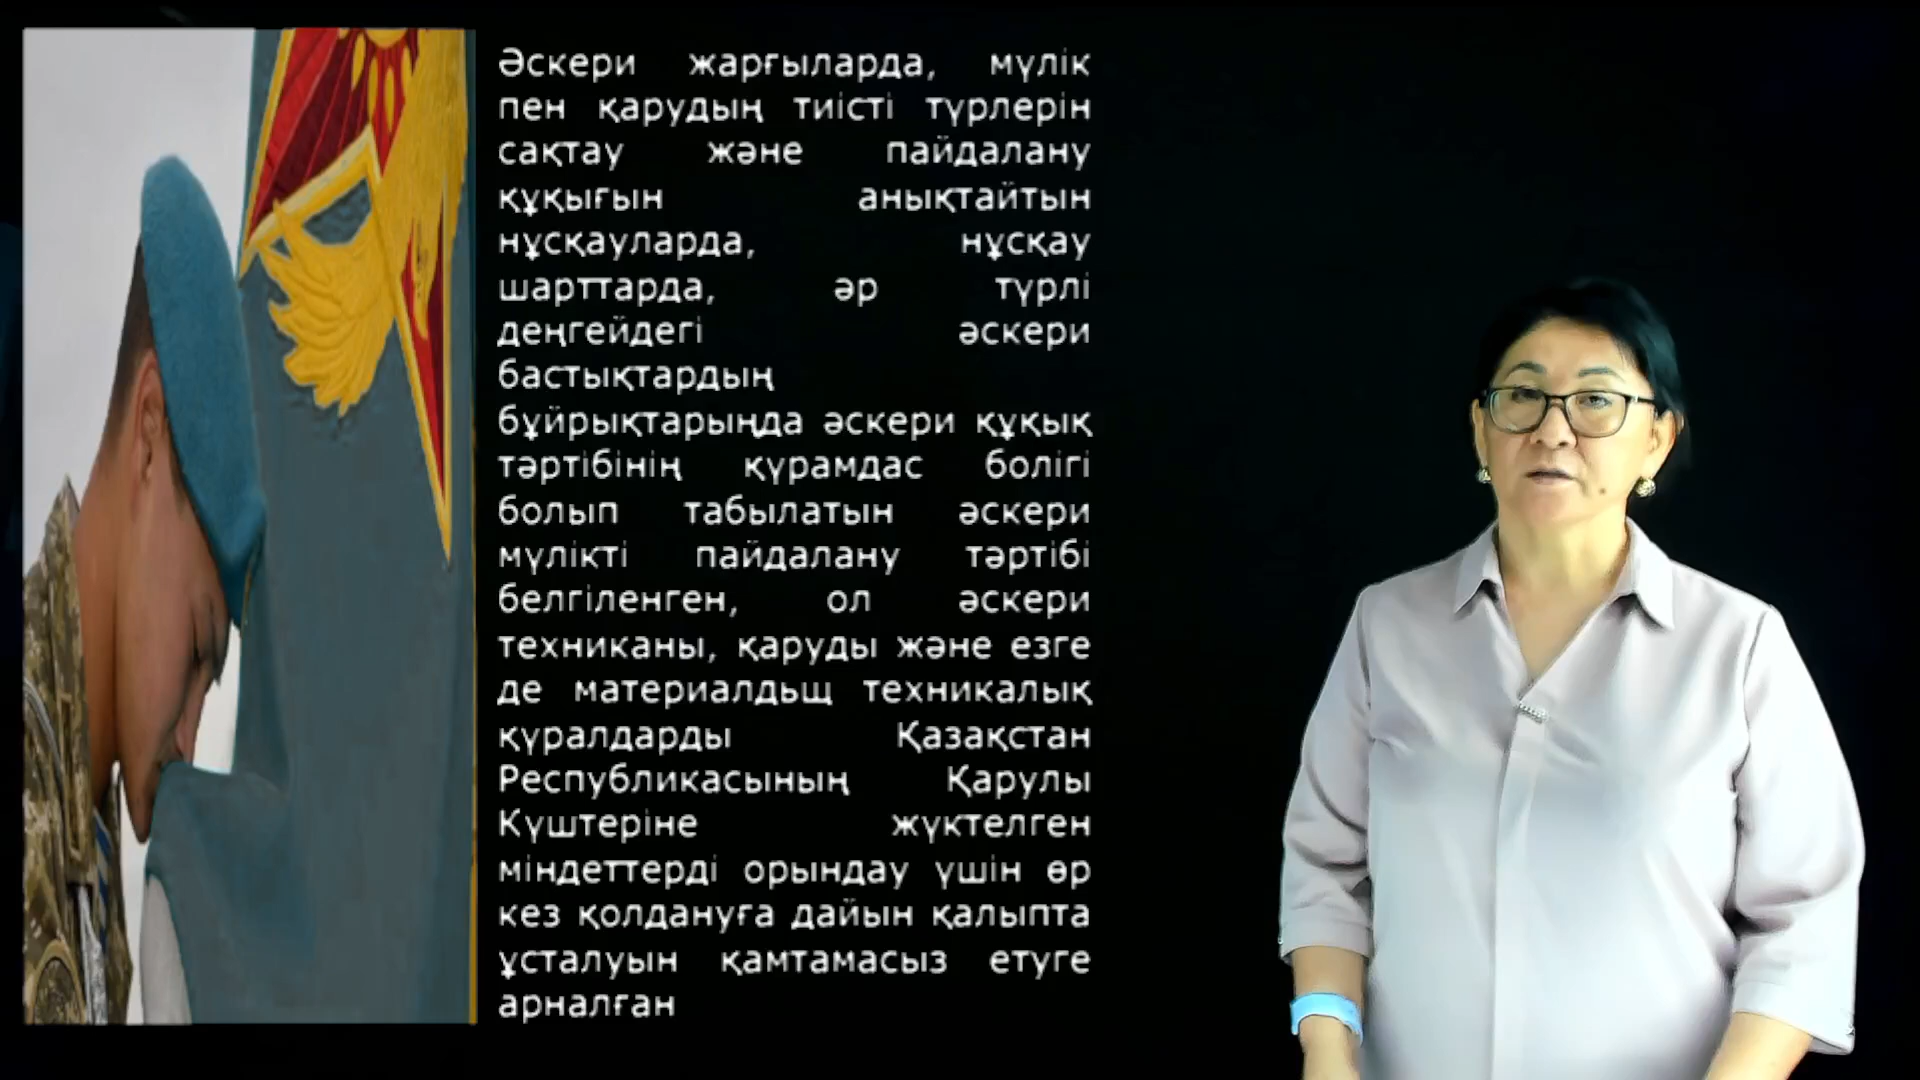 Әскери жарғыларда, мүлік
пен қарудың тиісті түрлерін
сақтау және пайдалану
құқығын анықтайтын
нұсқауларда, нұсқау
шарттарда, әр түрлі
деңгейдегі әскери
бастықтардың
бұйрықтарыңда әскери құқық
тәртібінің құрамдас болігі
болып табылатын әскери
мүлікті пайдалану тәртібі
белгіленген, ол әскери
техниканы, қаруды және езге
де материалдьщ техникалық
құралдарды Қазақстан
Республикасының Қарулы
Күштеріне жүктелген
міндеттерді орындау үшін өр
кез қолдануға дайын қалыпта
ұсталуын қамтамасыз етуге
арналған